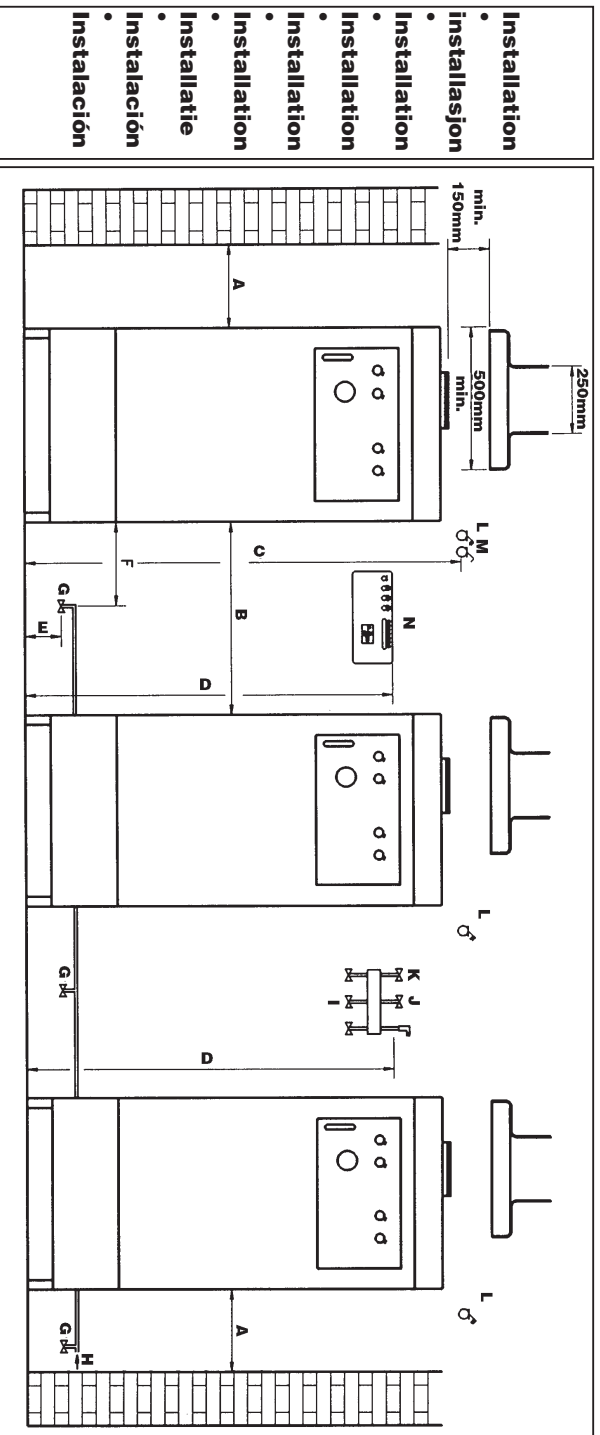 Installation
•
installasjon
•
Installation
•
Installation
•
Installation
•
Installation
•
Installatie
•
Instalación
•
Instalación
250mm
500mm
min.
min.
150mm
A
L M
C
N
B
F
G
E
D
L
K J
I
G
D
L
A
G
H